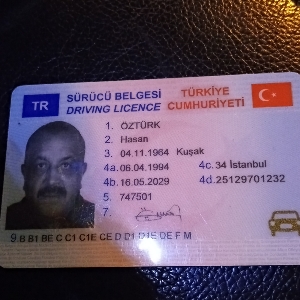 TR
SÜRÜCÜ BELGESİ TÜRKİYE
DRIVING LICENCE CUMHURİYETİ
1. ÖZTÜRK
2. Hasan
3. 04.11.1964 Kuşak
4a. 06.04.1994 4c. 34 İstanbul
4b. 16.05.2029 4d. 25129701232
5. 747501
7.
9 B B1 BE C C1 C1E CE D D1 D1E DE F M